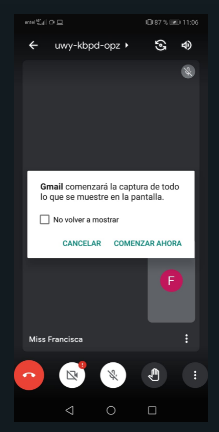 entel 11:06
87 %
uwy-kbpd-opz
Gmail comenzará la captura de todo
lo que se muestre en la pantalla.
No volver a mostrar
CANCELAR COMENZAR AHORA
F
Miss Francisca